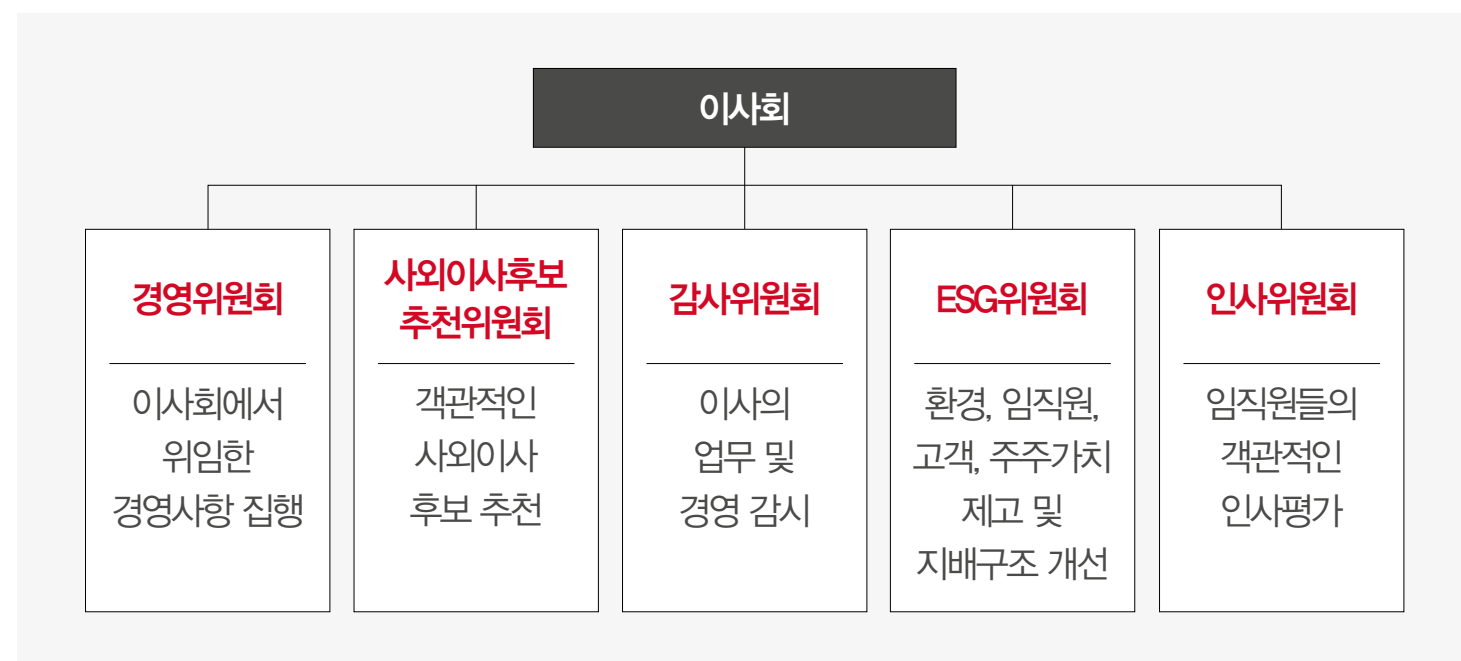 이사회
경영위원회
이사회에서
위임한
경영사항 집행
사외이사후보
추천위원회
객관적인
사외이사
후보 추천
감사위원회
이사의
업무 및
경영 감시
ESG위원회
환경, 임직원,
고객, 주주가치
제고 및
지배구조 개선
인사위원회
임직원들의
객관적인
인사평가